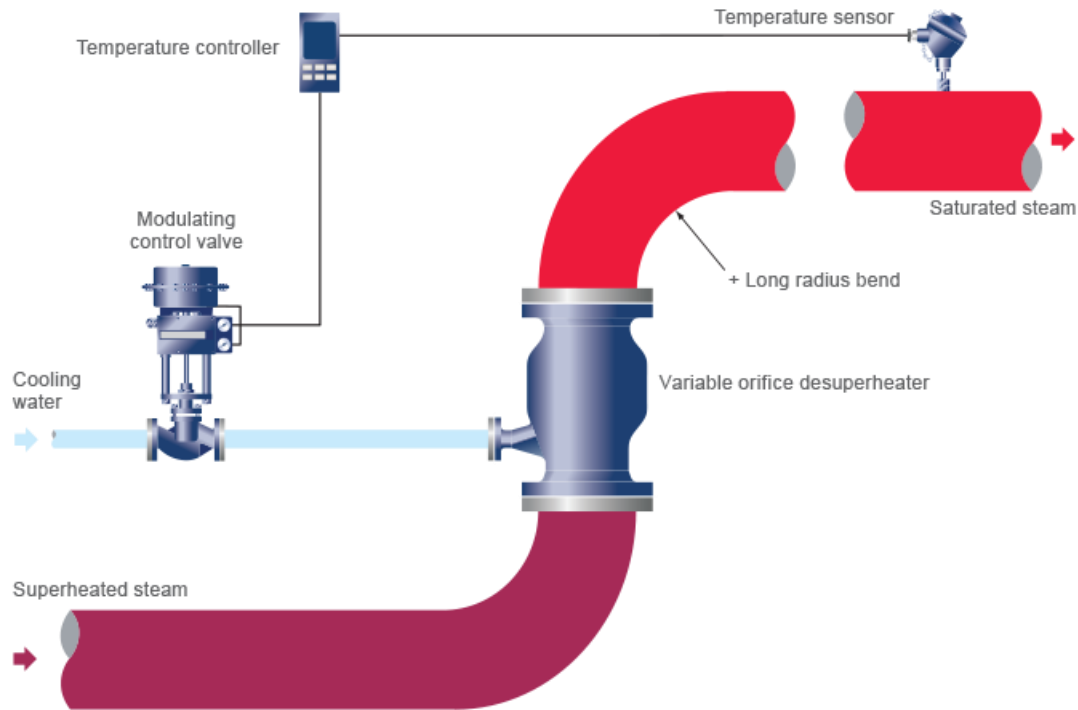 Temperature sensor
Temperature controller
Saturated steam
Modulating
control valve
+ Long radius bend
Cooling
water
Variable orifice desuperheater
Superheated steam